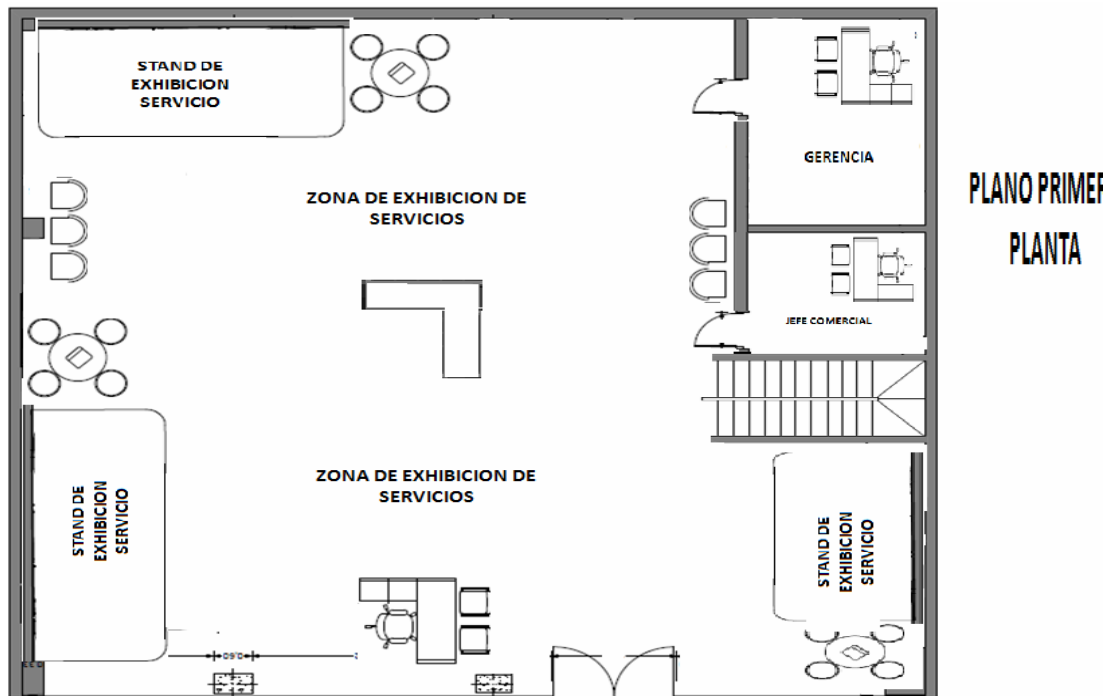 STAND DE
EXHIBICION
SERVICIO
GERENCIA
ZONA DE EXHIBICION DE
SERVICIOS
PLANO PRIMER
PLANTA
JEFE COMERCIAL
ZONA DE EXHIBICION DE
SERVICIOS
STAND DE
EXHIBICION
SERVICIO
STAND DE
EXHIBICION
SERVICIO